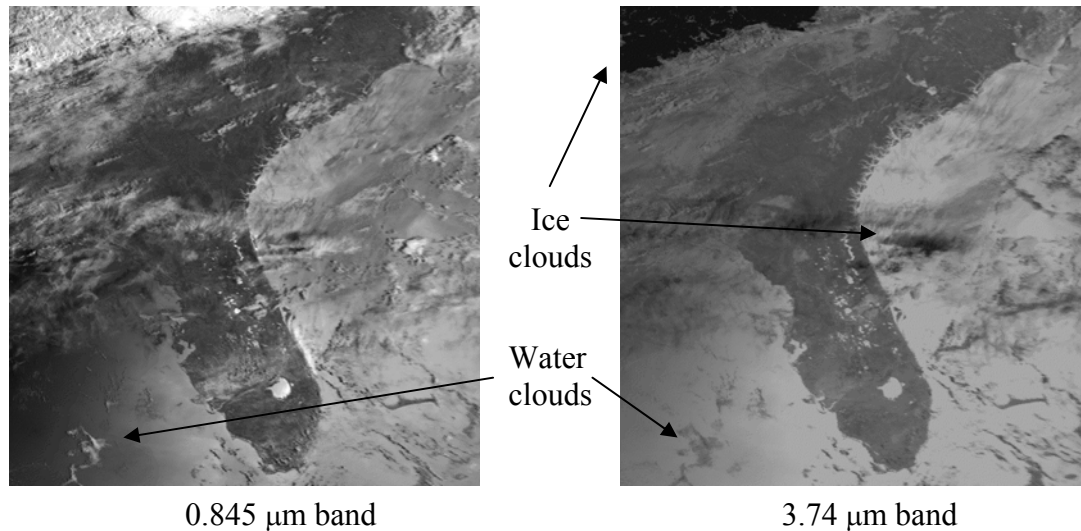 Ice
clouds
Water
clouds
0.845 μm band
3.74 μm band